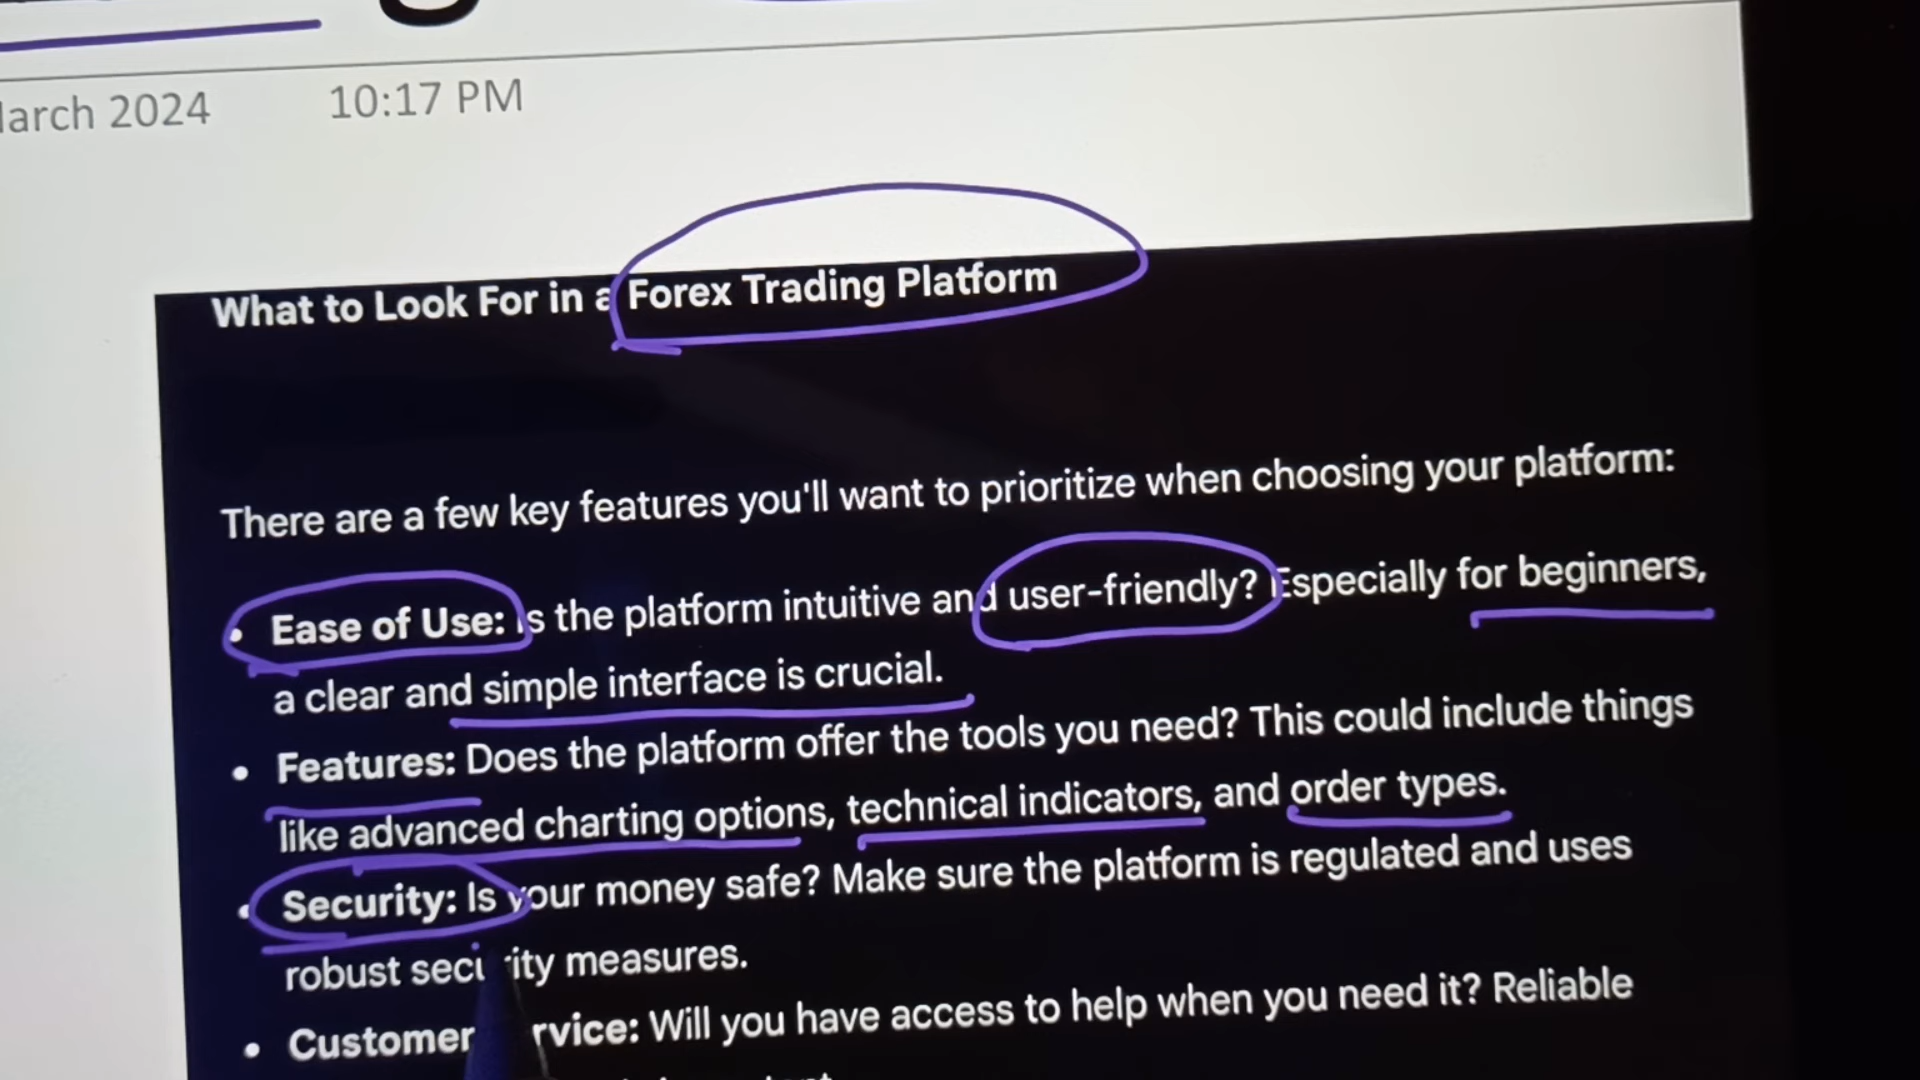 March 2024 10:17 PM
What to Look For in a Forex Trading Platform
There are a few key features you'll want to prioritize when choosing your platform:
• Ease of Use: Is the platform intuitive and user-friendly? Especially for beginners,
a clear and simple interface is crucial.
• Features: Does the platform offer the tools you need? This could include things
like advanced charting options, technical indicators, and order types.
• Security: Is your money safe? Make sure the platform is regulated and uses
robust security measures.
• Customer Service: Will you have access to help when you need it? Reliable